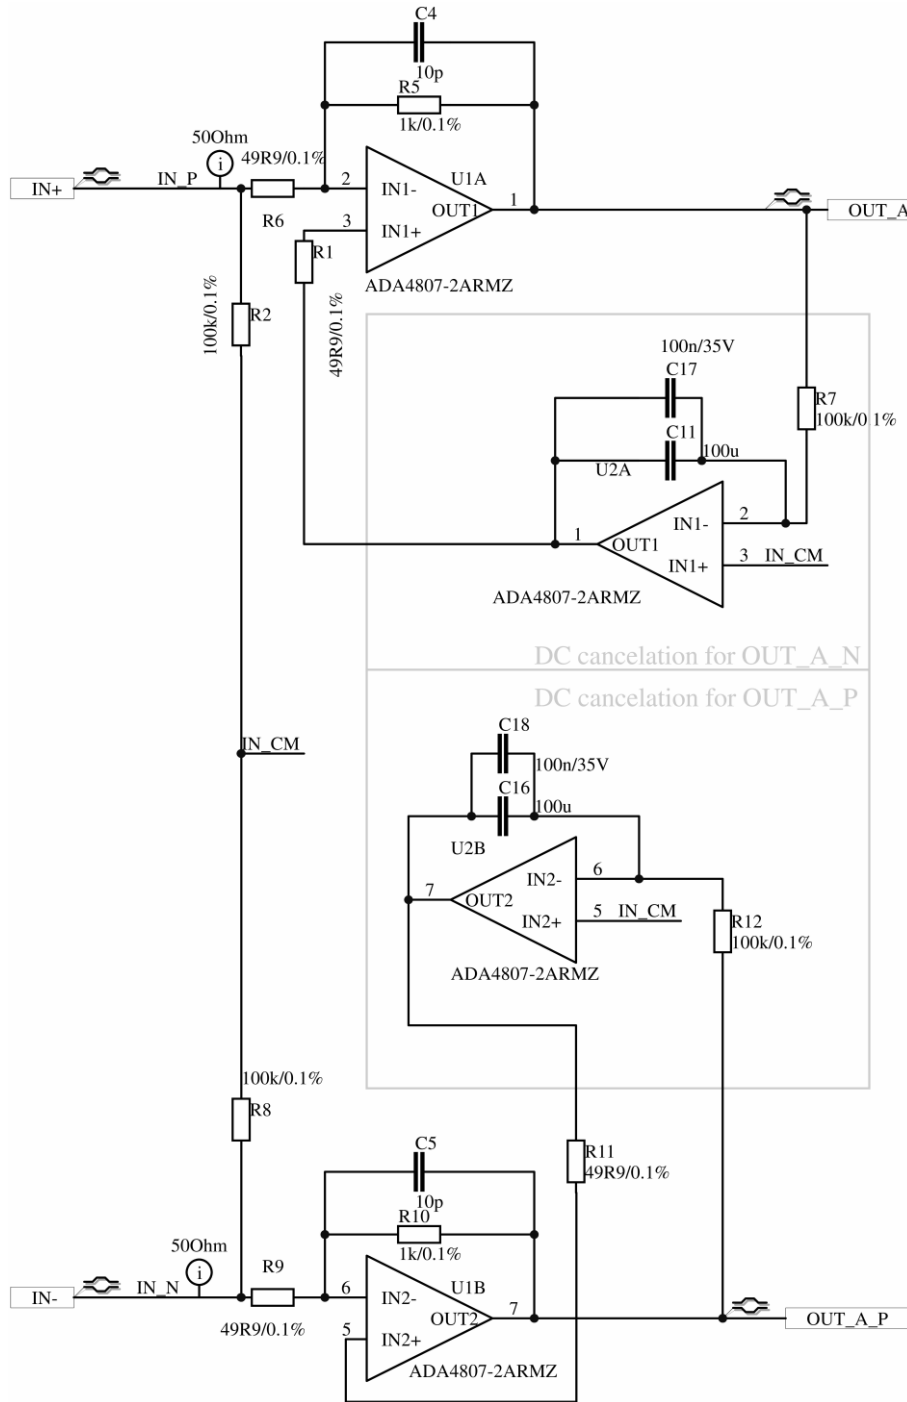 C4
10p
R5
1k/0.1%
50Ohm
i
49R9/0.1%
IN+
IN_P
R6
2
IN1-
U1A
OUT1
1
3
IN1+
OUT_A
R1
ADA4807-2ARMZ
100k/0.1%
R2
49R9/0.1%
100n/35V
C17
R7
100k/0.1%
C11
100u
U2A
2
IN1-
1
OUT1
IN1+
3
IN_CM
ADA4807-2ARMZ
DC cancelation for OUT_A_N
DC cancelation for OUT_A_P
IN_CM
C18
100n/35V
C16
100u
U2B
IN2-
6
7
OUT2
IN2+
5
IN_CM
R12
100k/0.1%
ADA4807-2ARMZ
100k/0.1%
R8
C5
10p
R11
49R9/0.1%
R10
1k/0.1%
50Ohm
i
R9
IN-
IN_N
6
IN2-
U1B
OUT2
7
49R9/0.1%
5
IN2+
OUT_A_P
ADA4807-2ARMZ